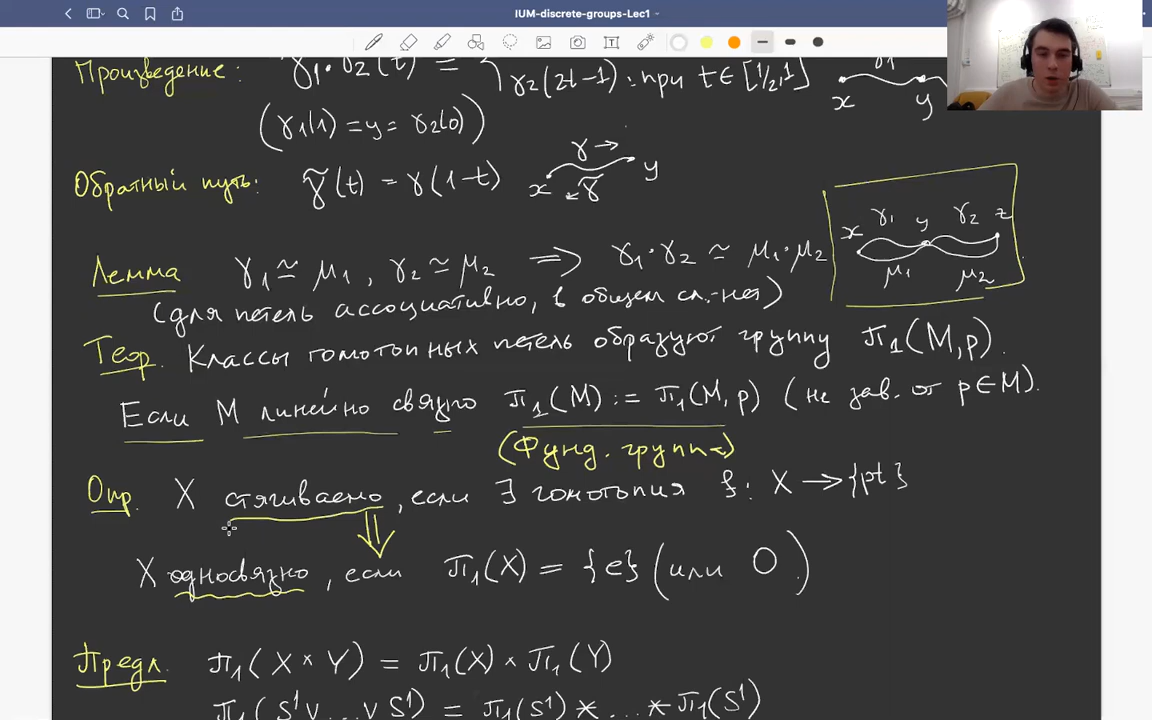 IUM-discrete-groups-Lec1
Произведение: γ1·γ2(t) = γ2(2t-1): при t∈[1/2,1] γ1
x y
(γ1(1) = y = γ2(0))
γ → y
Обратный путь: γ̃(t) = γ(1-t) x γ̃
x γ1 y γ2 z
μ1 μ2
Лемма γ1 ≃ μ1, γ2 ≃ μ2 ⟹ γ1·γ2 ≃ μ1·μ2
(для петель ассоциативно, в общем сл.-нет)
Теор. Классы гомотопных петель образуют группу π1(M,p).
Если M линейно связно π1(M) := π1(M,p) (не зав. от p∈M).
(Фунд. группа)
Опр. X стягиваемо, если ∃ гомотопия f: X → {pt}
X односвязно, если π1(X) = {e} (или 0)
Предл. π1(X × Y) = π1(X) × π1(Y)
π1(S¹∨...∨S¹) = π1(S¹) * ... * π1(S¹)